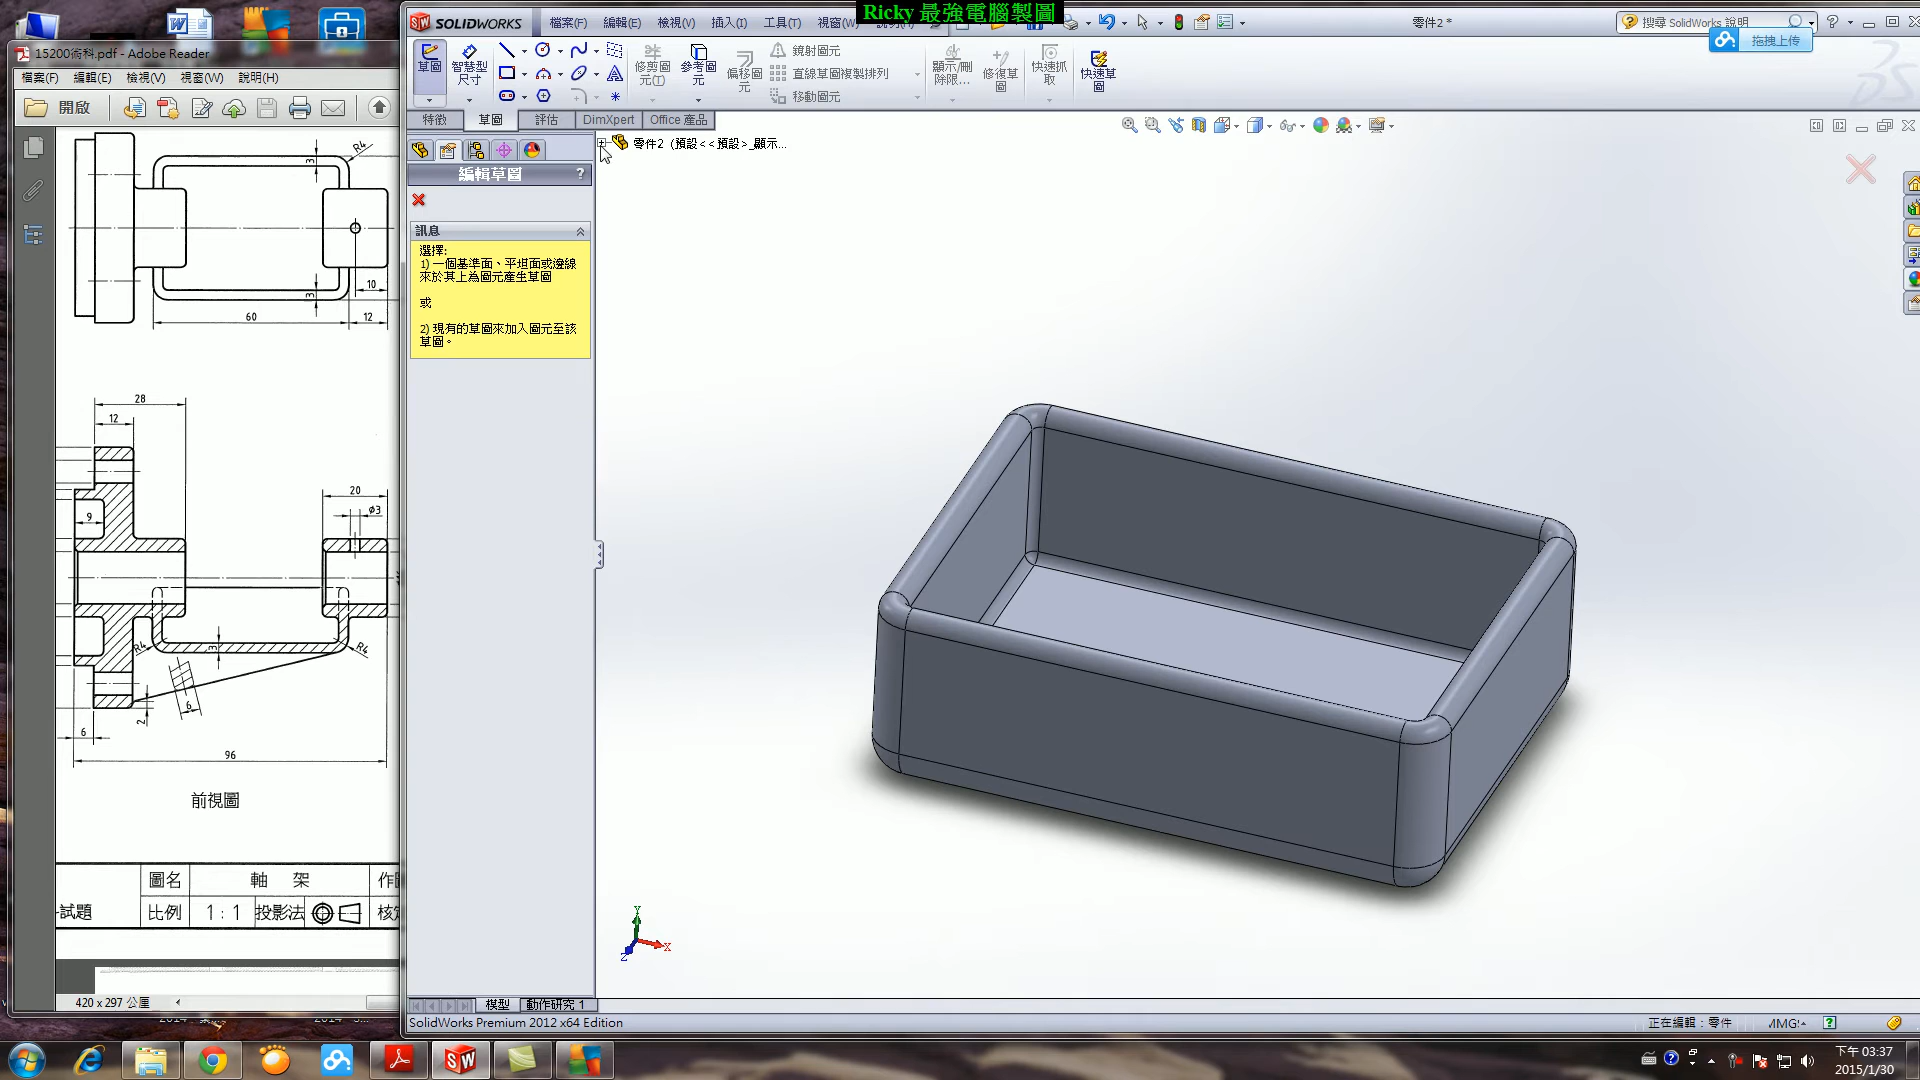 Ricky 最強電腦製圖
15200術科.pdf - Adobe Reader
檔案(F) 編輯(E) 檢視(V) 視窗(W) 說明(H)
開啟
SOLIDWORKS
檔案(F) 編輯(E) 檢視(V) 插入(I) 工具(T) 視窗(W)
零件2 *
搜尋 SolidWorks 說明
拖拽上传
草圖
智慧型尺寸
修剪圖元(T)
參考圖元
偏移圖元
鏡射圖元
直線草圖複製排列
移動圖元
顯示/刪除限...
修復草圖
快速抓取
快速草圖
特徵 草圖 評估 DimXpert Office 產品
零件2 (預設<<預設>_顯示...
編輯草圖 ?
訊息
選擇:
1) 一個基準面、平坦面或邊線
來於其上為圖元產生草圖
或
2) 現有的草圖來加入圖元至該
草圖。
R4
3
3
10
60
12
28
12
20
ø3
9
R4
3
R4
6
2
6
96
前視圖
圖名 軸 架
試題 比例 1 : 1 投影法
420 x 297 公厘
Y
X
Z
模型 動作研究 1
SolidWorks Premium 2012 x64 Edition
正在編輯：零件
下午 03:37
2015/1/30